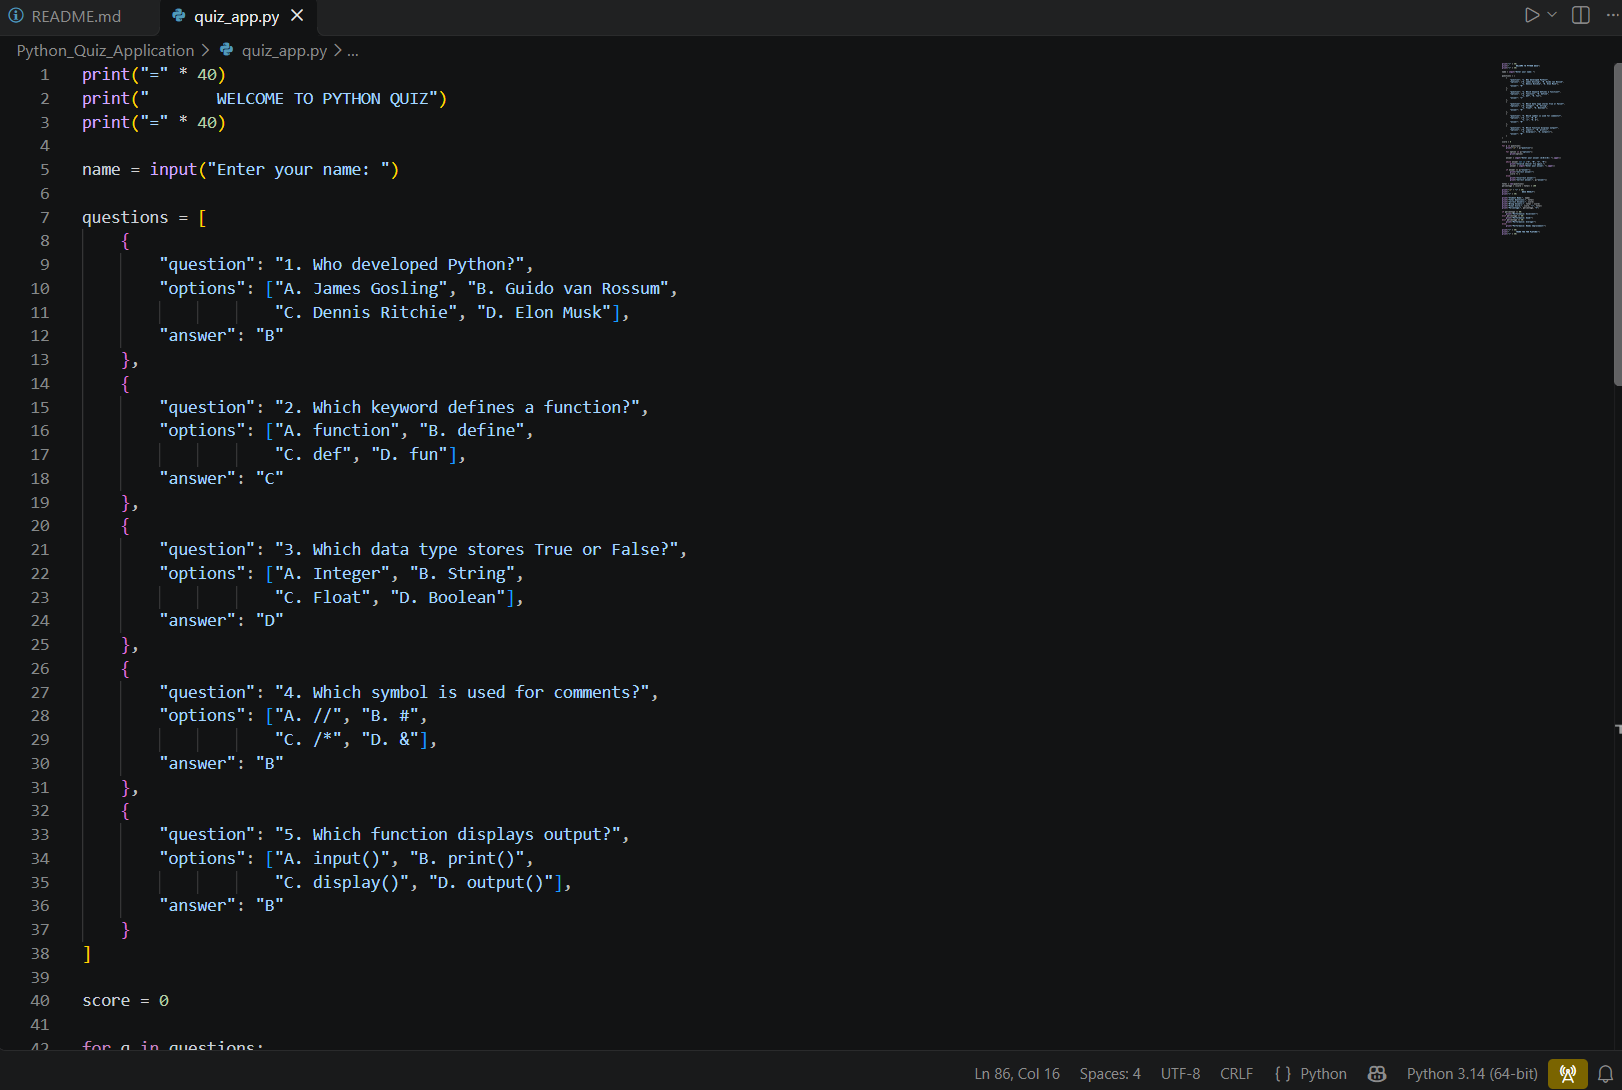 README.md quiz_app.py
Python_Quiz_Application > quiz_app.py > ...
1 print("=" * 40)
2 print("       WELCOME TO PYTHON QUIZ")
3 print("=" * 40)
4
5 name = input("Enter your name: ")
6
7 questions = [
8     {
9         "question": "1. Who developed Python?",
10         "options": ["A. James Gosling", "B. Guido van Rossum",
11                     "C. Dennis Ritchie", "D. Elon Musk"],
12         "answer": "B"
13     },
14     {
15         "question": "2. Which keyword defines a function?",
16         "options": ["A. function", "B. define",
17                     "C. def", "D. fun"],
18         "answer": "C"
19     },
20     {
21         "question": "3. Which data type stores True or False?",
22         "options": ["A. Integer", "B. String",
23                     "C. Float", "D. Boolean"],
24         "answer": "D"
25     },
26     {
27         "question": "4. Which symbol is used for comments?",
28         "options": ["A. //", "B. #",
29                     "C. /*", "D. &"],
30         "answer": "B"
31     },
32     {
33         "question": "5. Which function displays output?",
34         "options": ["A. input()", "B. print()",
35                     "C. display()", "D. output()"],
36         "answer": "B"
37     }
38 ]
39
40 score = 0
41
42 for q in questions:
Ln 86, Col 16 Spaces: 4 UTF-8 CRLF { } Python Python 3.14 (64-bit)